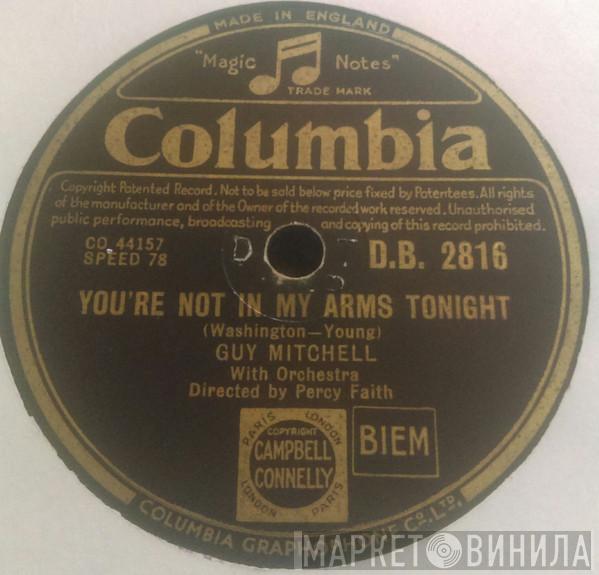 MADE IN ENGLAND
"Magic Notes"
TRADE MARK
Columbia
Copyright Patented Record. Not to be sold below price fixed by Patentees. All rights
of the manufacturer and of the Owner of the recorded work reserved. Unauthorised
public performance, broadcasting and copying of this record prohibited.
CO 44157
SPEED 78
D.B. 2816
YOU'RE NOT IN MY ARMS TONIGHT
(Washington—Young)
GUY MITCHELL
With Orchestra
Directed by Percy Faith
PARIS LONDON
COPYRIGHT
CAMPBELL
CONNELLY
LONDON PARIS
BIEM
COLUMBIA GRAPHOPHONE Co. LTD.
МАРКЕТ ВИНИЛА